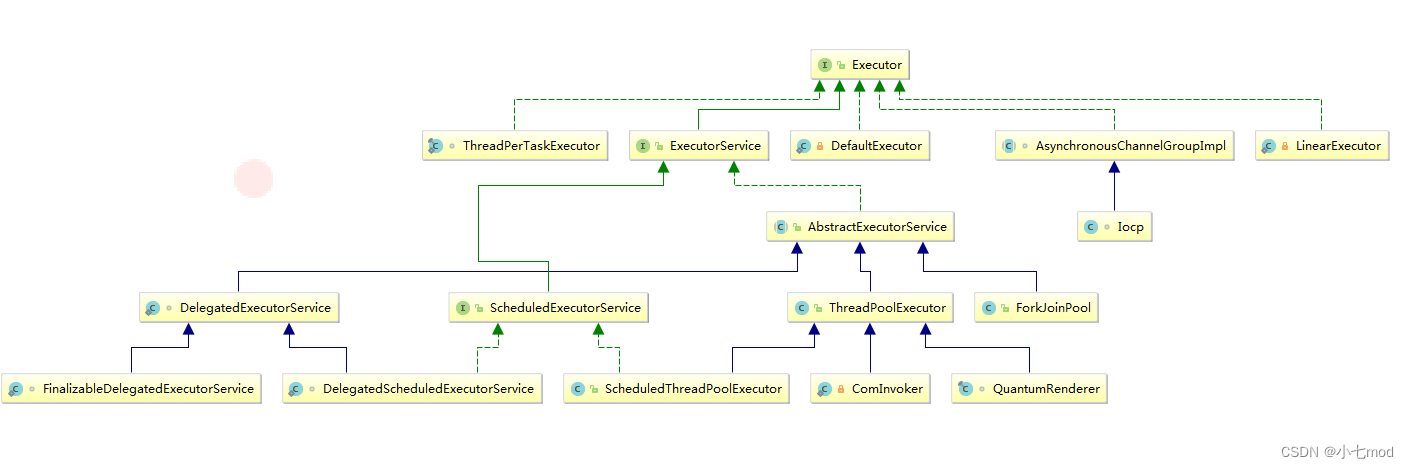 Executor
ThreadPerTaskExecutor
ExecutorService
DefaultExecutor
AsynchronousChannelGroupImpl
LinearExecutor
AbstractExecutorService
Iocp
DelegatedExecutorService
ScheduledExecutorService
ThreadPoolExecutor
ForkJoinPool
FinalizableDelegatedExecutorService
DelegatedScheduledExecutorService
ScheduledThreadPoolExecutor
ComInvoker
QuantumRenderer
CSDN @小七mod